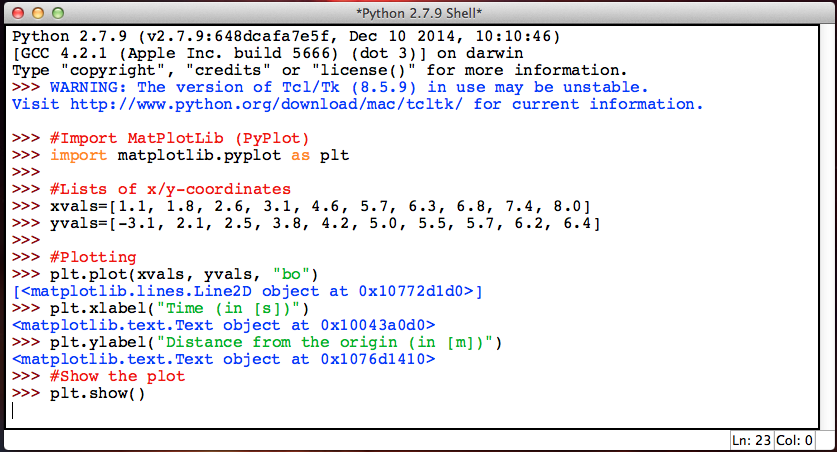 *Python 2.7.9 Shell*
Python 2.7.9 (v2.7.9:648dcafa7e5f, Dec 10 2014, 10:10:46)
[GCC 4.2.1 (Apple Inc. build 5666) (dot 3)] on darwin
Type "copyright", "credits" or "license()" for more information.
>>> WARNING: The version of Tcl/Tk (8.5.9) in use may be unstable.
Visit http://www.python.org/download/mac/tcltk/ for current information.
>>> #Import MatPlotLib (PyPlot)
>>> import matplotlib.pyplot as plt
>>>
>>> #Lists of x/y-coordinates
>>> xvals=[1.1, 1.8, 2.6, 3.1, 4.6, 5.7, 6.3, 6.8, 7.4, 8.0]
>>> yvals=[-3.1, 2.1, 2.5, 3.8, 4.2, 5.0, 5.5, 5.7, 6.2, 6.4]
>>>
>>> #Plotting
>>> plt.plot(xvals, yvals, "bo")
[<matplotlib.lines.Line2D object at 0x10772d1d0>]
>>> plt.xlabel("Time (in [s])")
<matplotlib.text.Text object at 0x10043a0d0>
>>> plt.ylabel("Distance from the origin (in [m])")
<matplotlib.text.Text object at 0x1076d1410>
>>> #Show the plot
>>> plt.show()
Ln: 23 Col: 0